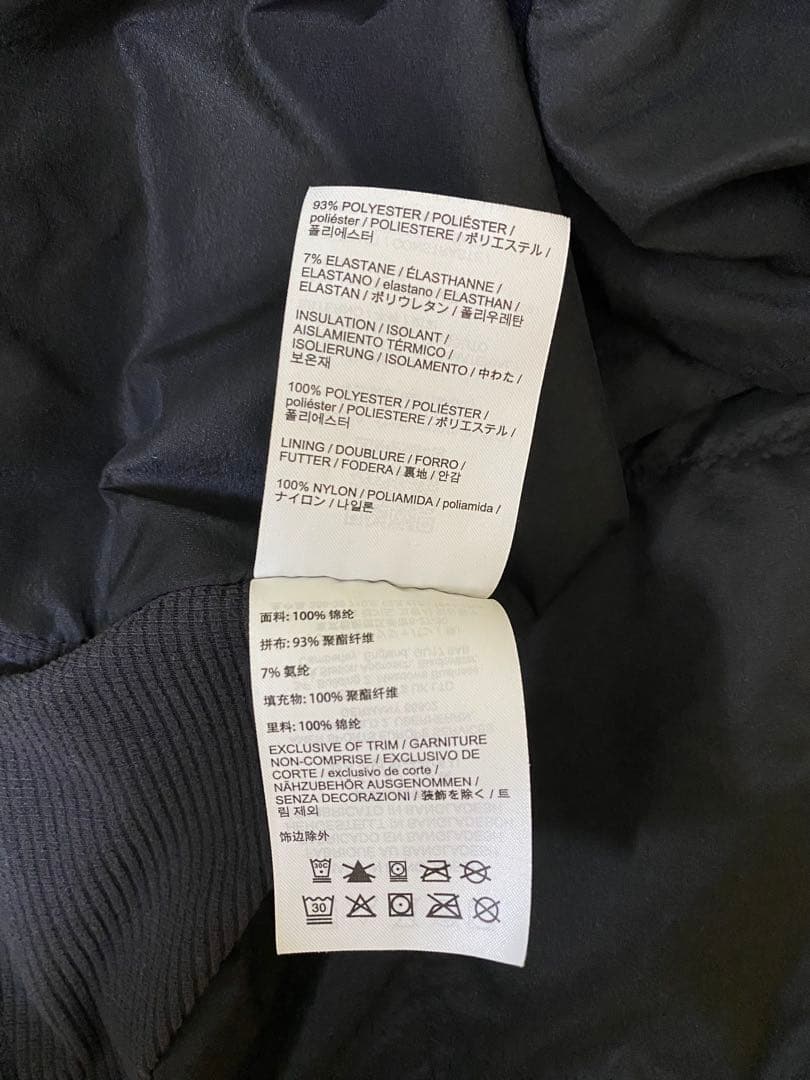 93% POLYESTER / POLIÉSTER /
poliéster / POLIESTERE / ポリエステル /
폴리에스터
7% ELASTANE / ÉLASTHANNE /
ELASTANO / elastano / ELASTHAN /
ELASTAN / ポリウレタン / 폴리우레탄
INSULATION / ISOLANT /
AISLAMIENTO TÉRMICO /
ISOLIERUNG / ISOLAMENTO / 中わた /
보온재
100% POLYESTER / POLIÉSTER /
poliéster / POLIESTERE / ポリエステル /
폴리에스터
LINING / DOUBLURE / FORRO /
FUTTER / FODERA / 裏地 / 안감
100% NYLON / POLIAMIDA / poliamida /
ナイロン / 나일론
面料: 100% 锦纶
拼布: 93% 聚酯纤维
7% 氨纶
填充物: 100% 聚酯纤维
里料: 100% 锦纶
EXCLUSIVE OF TRIM / GARNITURE
NON-COMPRISE / EXCLUSIVO DE
CORTE / exclusivo de corte /
NÄHZUBEHÖR AUSGENOMMEN /
SENZA DECORAZIONI / 装飾を除く / 트
림 제외
饰边除外
30C
30